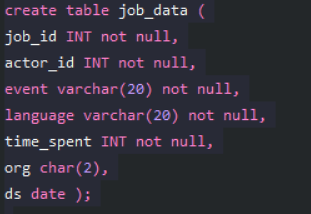 create table job_data (
job_id INT not null,
actor_id INT not null,
event varchar(20) not null,
language varchar(20) not null,
time_spent INT not null,
org char(2),
ds date );